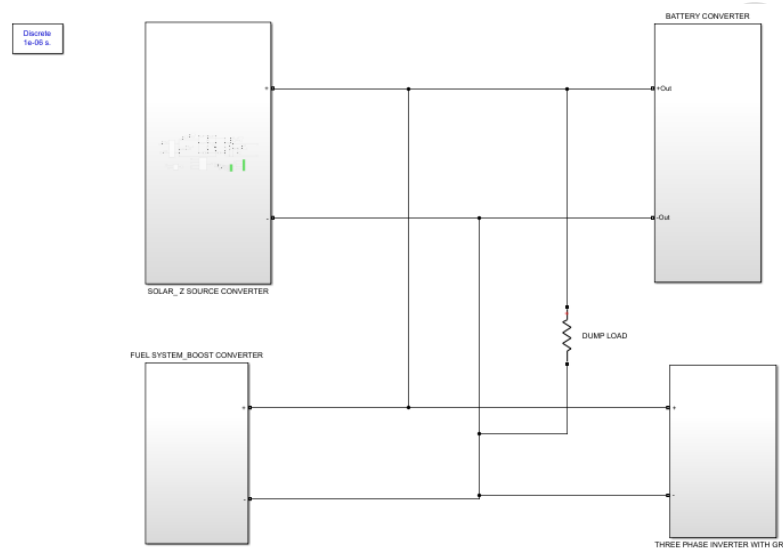 Discrete
1e-06 s.
BATTERY CONVERTER
+
+Out
-
-Out
SOLAR_ Z SOURCE CONVERTER
DUMP LOAD
FUEL SYSTEM_BOOST CONVERTER
+
+
-
-
THREE PHASE INVERTER WITH GR